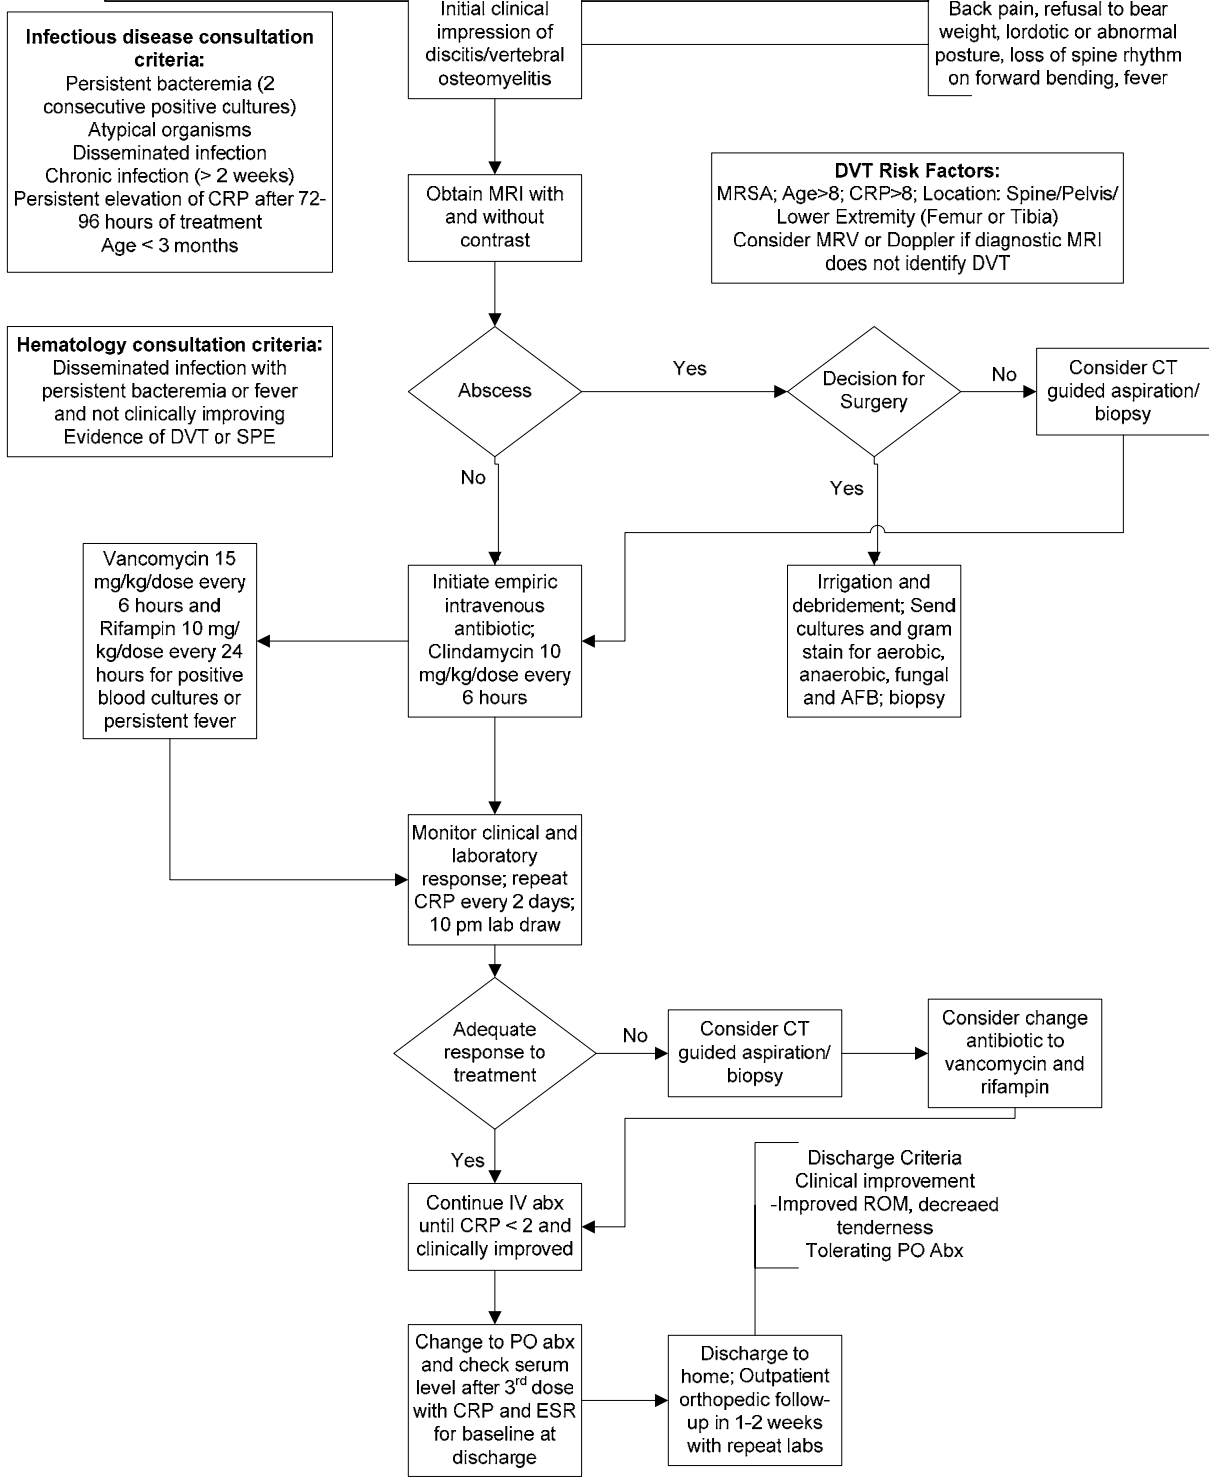 Initial clinical
impression of
discitis/vertebral
osteomyelitis
Back pain, refusal to bear
weight, lordotic or abnormal
posture, loss of spine rhythm
on forward bending, fever
Infectious disease consultation
criteria:
Persistent bacteremia (2
consecutive positive cultures)
Atypical organisms
Disseminated infection
Chronic infection (> 2 weeks)
Persistent elevation of CRP after 72-
96 hours of treatment
Age < 3 months
Obtain MRI with
and without
contrast
DVT Risk Factors:
MRSA; Age>8; CRP>8; Location: Spine/Pelvis/
Lower Extremity (Femur or Tibia)
Consider MRV or Doppler if diagnostic MRI
does not identify DVT
Hematology consultation criteria:
Disseminated infection with
persistent bacteremia or fever
and not clinically improving
Evidence of DVT or SPE
Abscess
Yes
Decision for
Surgery
No
Consider CT
guided aspiration/
biopsy
No
Yes
Vancomycin 15
mg/kg/dose every
6 hours and
Rifampin 10 mg/
kg/dose every 24
hours for positive
blood cultures or
persistent fever
Initiate empiric
intravenous
antibiotic;
Clindamycin 10
mg/kg/dose every
6 hours
Irrigation and
debridement; Send
cultures and gram
stain for aerobic,
anaerobic, fungal
and AFB; biopsy
Monitor clinical and
laboratory
response; repeat
CRP every 2 days;
10 pm lab draw
Adequate
response to
treatment
No
Consider CT
guided aspiration/
biopsy
Consider change
antibiotic to
vancomycin and
rifampin
Yes
Continue IV abx
until CRP < 2 and
clinically improved
Discharge Criteria
Clinical improvement
-Improved ROM, decreaed
tenderness
Tolerating PO Abx
Change to PO abx
and check serum
level after 3rd dose
with CRP and ESR
for baseline at
discharge
Discharge to
home; Outpatient
orthopedic follow-
up in 1-2 weeks
with repeat labs